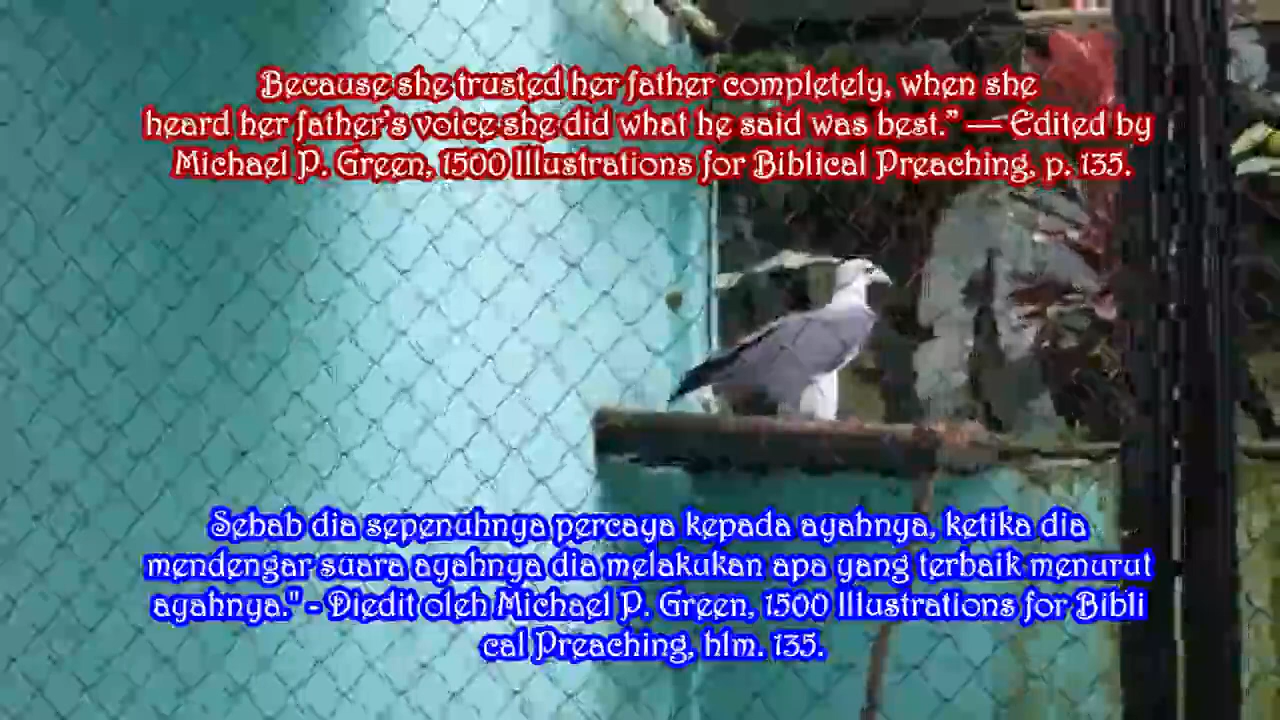 Because she trusted her father completely, when she
heard her father's voice she did what he said was best.” — Edited by
Michael P. Green, 1500 Illustrations for Biblical Preaching, p. 135.
Sebab dia sepenuhnya percaya kepada ayahnya, ketika dia
mendengar suara ayahnya dia melakukan apa yang terbaik menurut
ayahnya." - Diedit oleh Michael P. Green, 1500 Illustrations for Bibli
cal Preaching, hlm. 135.